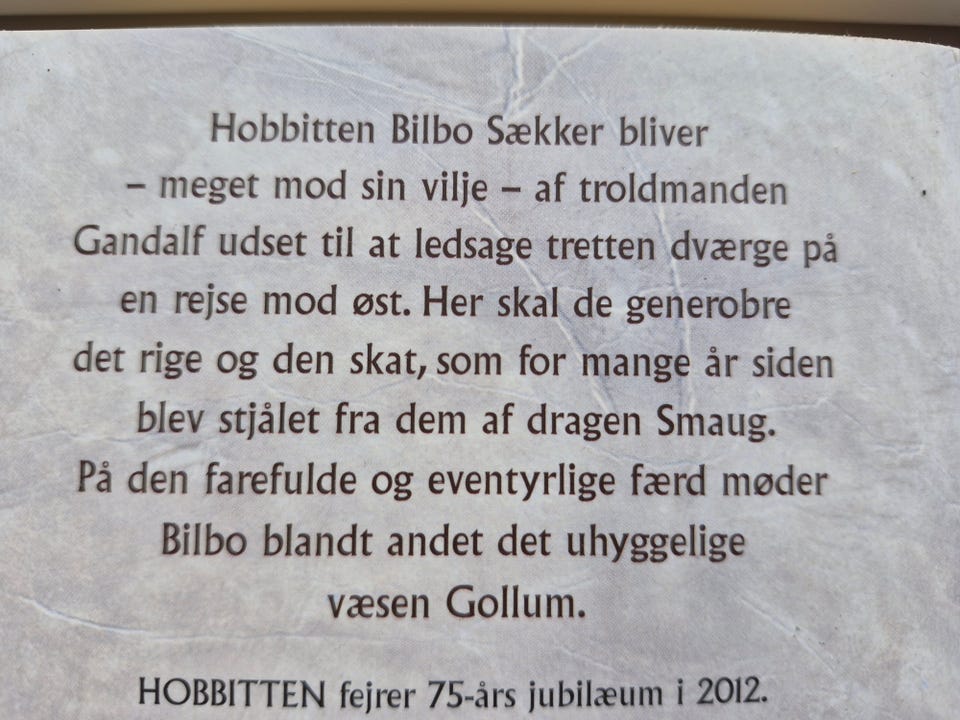 Hobbitten Bilbo Sækker bliver
– meget mod sin vilje – af troldmanden
Gandalf udset til at ledsage tretten dværge på
en rejse mod øst. Her skal de generobre
det rige og den skat, som for mange år siden
blev stjålet fra dem af dragen Smaug.
På den farefulde og eventyrlige færd møder
Bilbo blandt andet det uhyggelige
væsen Gollum.
HOBBITTEN fejrer 75-års jubilæum i 2012.